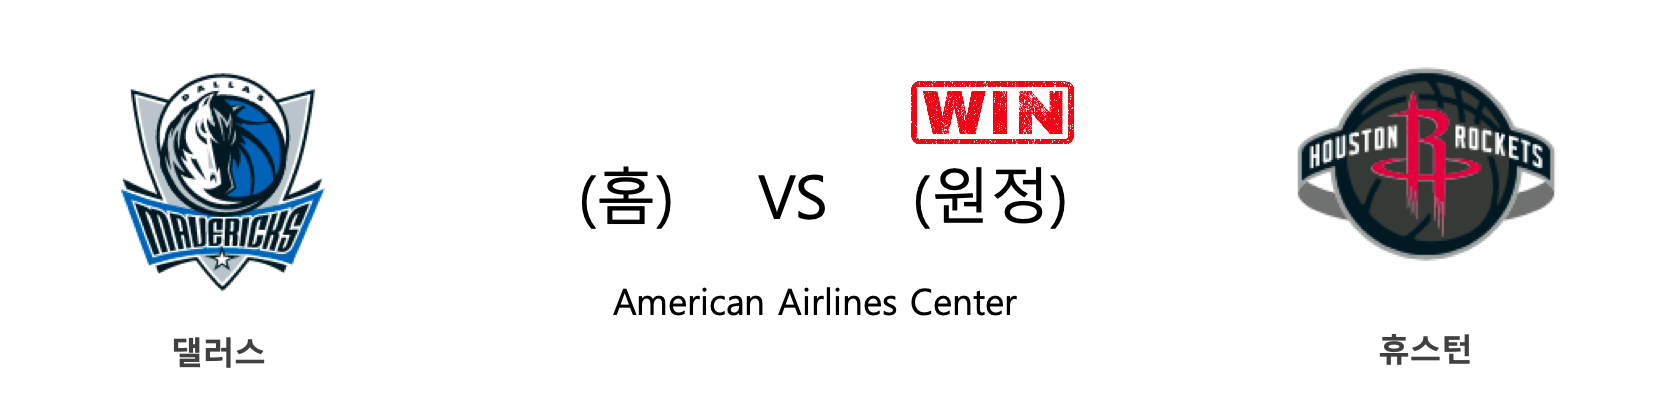 DALLAS
MAVERICKS
WIN
(홈) VS (원정)
HOUSTON ROCKETS
American Airlines Center
댈러스
휴스턴